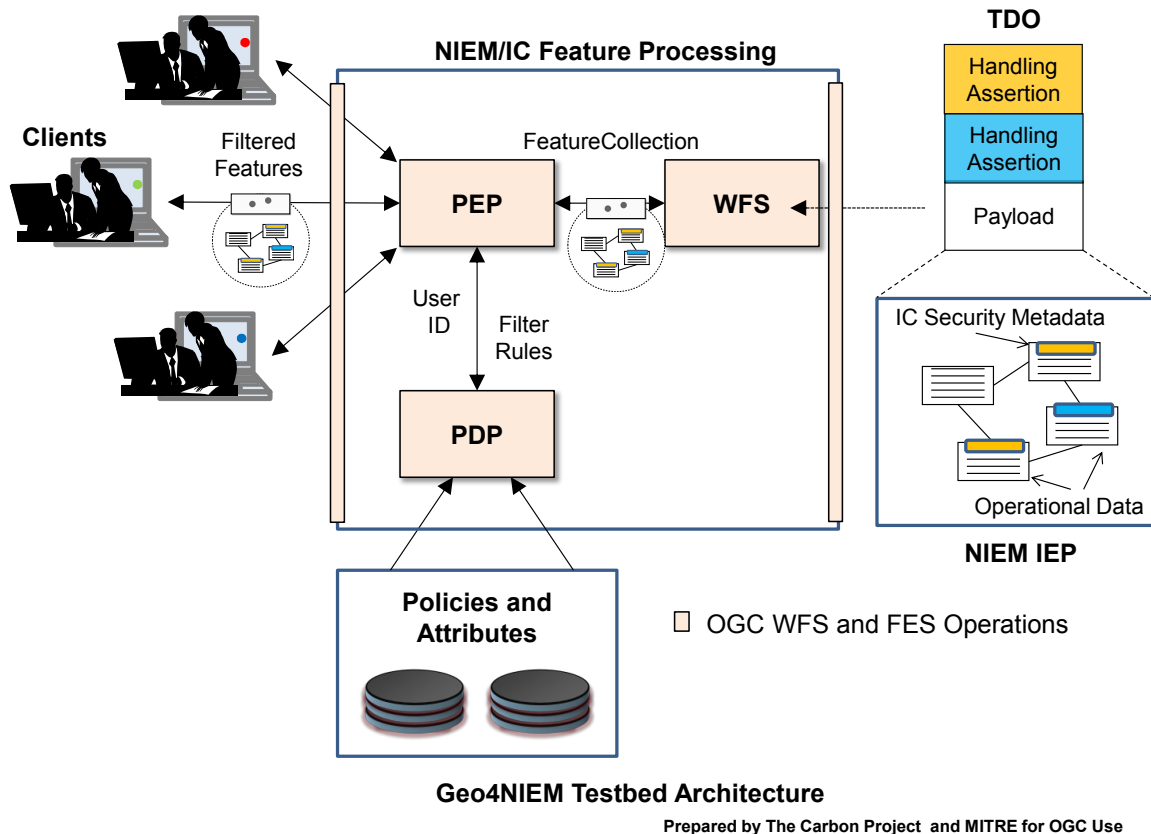 TDO
NIEM/IC Feature Processing
Handling
Assertion
Handling
Assertion
Payload
Clients
Filtered
Features
FeatureCollection
PEP
WFS
User
ID
Filter
Rules
PDP
IC Security Metadata
Operational Data
NIEM IEP
Policies and
Attributes
OGC WFS and FES Operations
Geo4NIEM Testbed Architecture
Prepared by The Carbon Project and MITRE for OGC Use